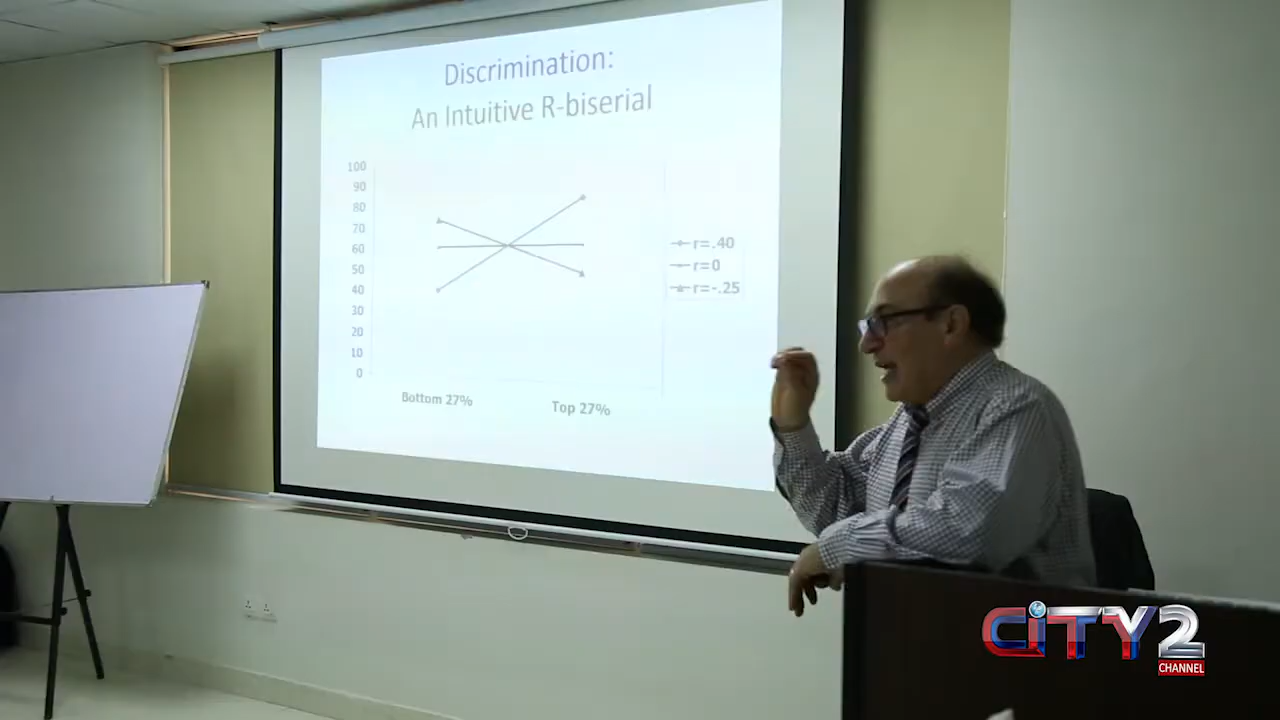 Discrimination:
An Intuitive R-biserial
100
90
80
70
60
50
40
30
20
10
0
Bottom 27%
Top 27%
r=.40
r=0
r=-.25
CiTY2
CHANNEL